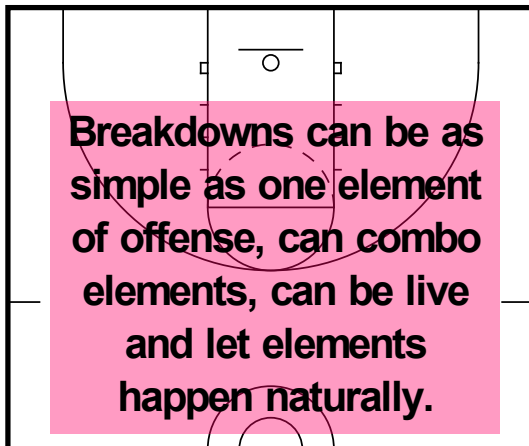 Breakdowns can be as
simple as one element
of offense, can combo
elements, can be live
and let elements
happen naturally.